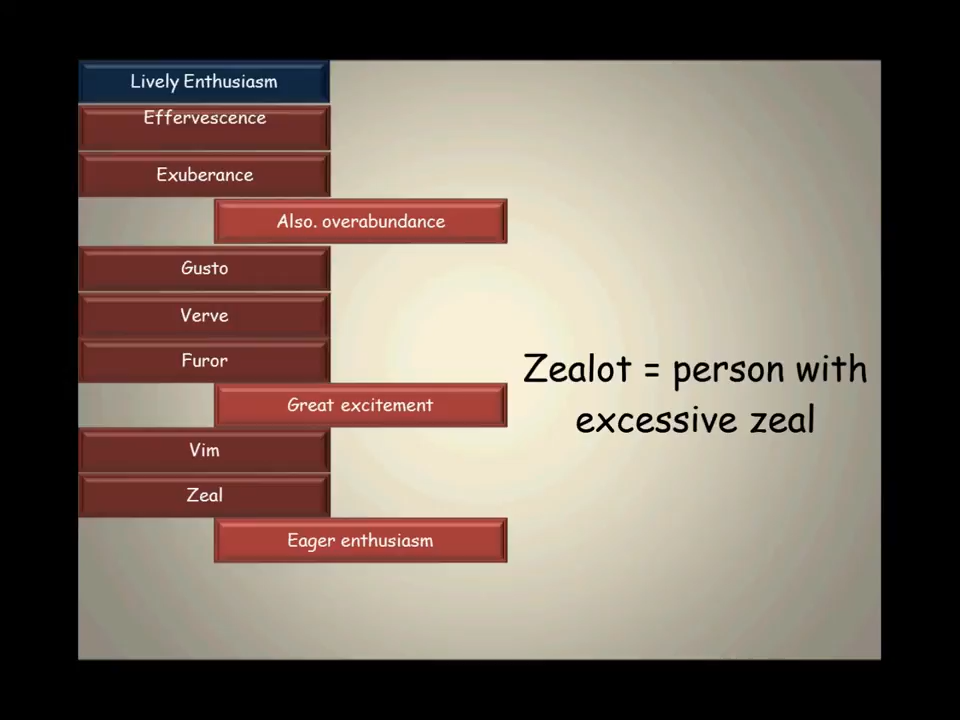 Lively Enthusiasm
Effervescence
Exuberance
Also. overabundance
Gusto
Verve
Furor
Great excitement
Vim
Zeal
Eager enthusiasm
Zealot = person with
excessive zeal